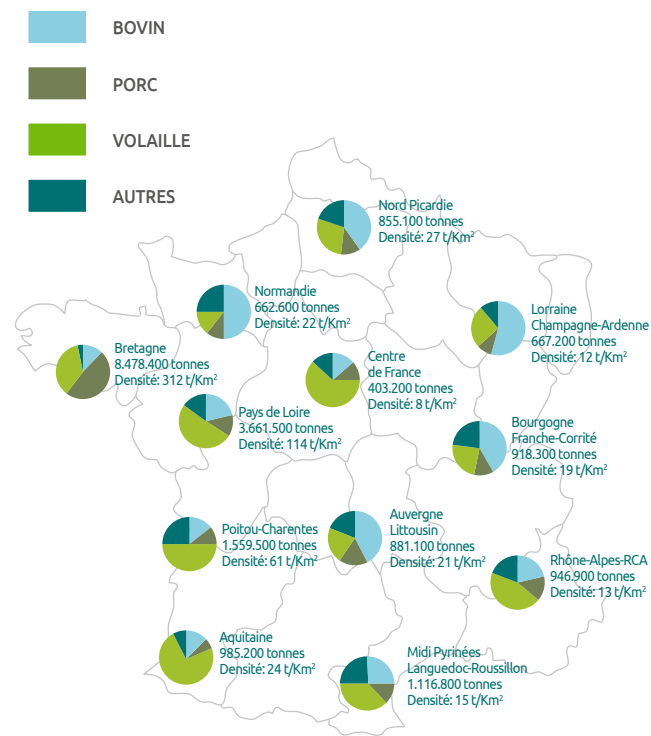 BOVIN
PORC
VOLAILLE
AUTRES
Nord Picardie
855.100 tonnes
Densité: 27 t/Km²
Normandie
662.600 tonnes
Densité: 22 t/Km²
Lorraine
Champagne-Ardenne
667.200 tonnes
Densité: 12 t/Km²
Bretagne
8.478.400 tonnes
Densité: 312 t/Km²
Centre
de France
403.200 tonnes
Densité: 8 t/Km²
Pays de Loire
3.661.500 tonnes
Densité: 114 t/Km²
Bourgogne
Franche-Corrité
918.300 tonnes
Densité: 19 t/Km²
Poitou-Charentes
1.559.500 tonnes
Densité: 61 t/Km²
Auvergne
Littousin
881.100 tonnes
Densité: 21 t/Km²
Rhône-Alpes-RCA
946.900 tonnes
Densité: 13 t/Km²
Aquitaine
985.200 tonnes
Densité: 24 t/Km²
Midi Pyrinées
Languedoc-Roussillon
1.116.800 tonnes
Densité: 15 t/Km²